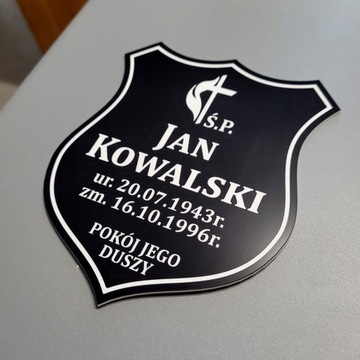 Ś.P.
JAN
KOWALSKI
ur. 20.07.1943r.
zm. 16.10.1996r.
POKÓJ JEGO
DUSZY